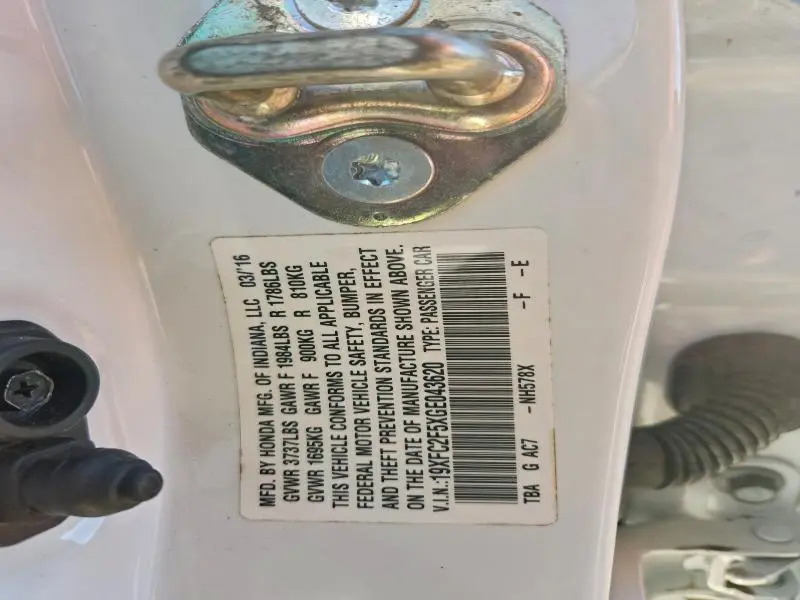 MFD. BY HONDA MFG. OF INDIANA, LLC 03/16
GVWR 3737LBS GAWR F 1984LBS R 1786LBS
GVWR 1695KG GAWR F 900KG R 810KG
THIS VEHICLE CONFORMS TO ALL APPLICABLE
FEDERAL MOTOR VEHICLE SAFETY, BUMPER,
AND THEFT PREVENTION STANDARDS IN EFFECT
ON THE DATE OF MANUFACTURE SHOWN ABOVE.
V.I.N.:19XFC2F5XGE043620 TYPE: PASSENGER CAR
TBA G AC7 -NH578X -F -E